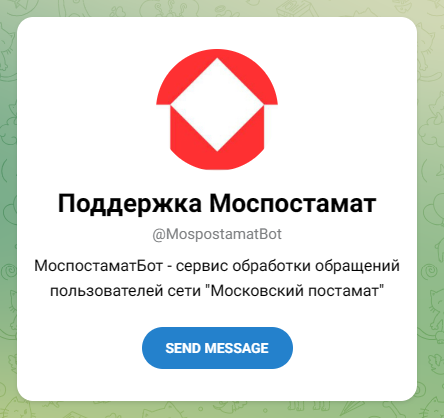 Поддержка Моспостамат
@MospostamatBot
МоспостаматБот - сервис обработки обращений
пользователей сети "Московский постамат"
SEND MESSAGE